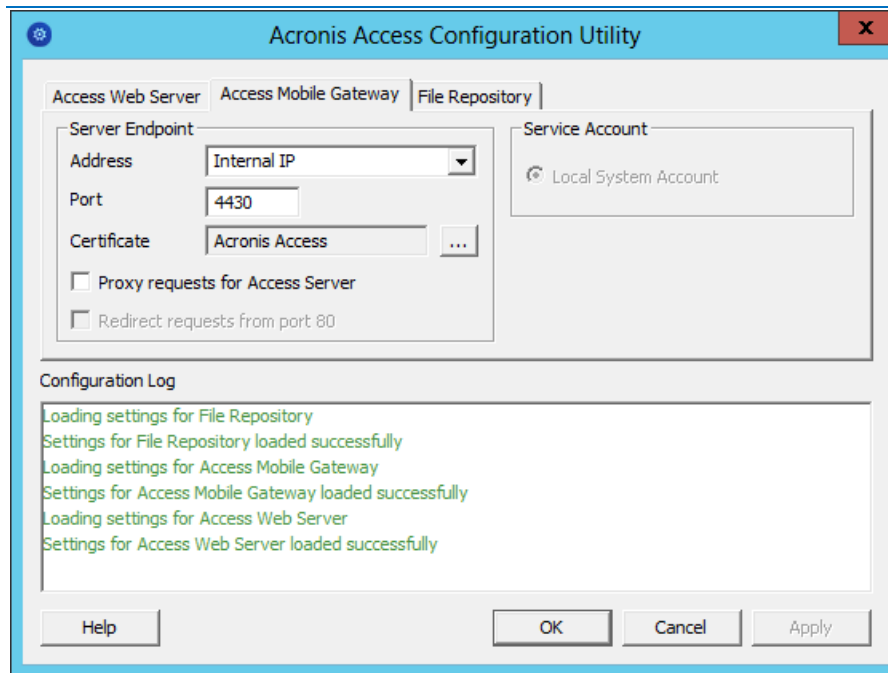 Acronis Access Configuration Utility
x
Access Web Server Access Mobile Gateway File Repository
Server Endpoint
Address Internal IP
Port 4430
Certificate Acronis Access ...
Proxy requests for Access Server
Redirect requests from port 80
Service Account
Local System Account
Configuration Log
Loading settings for File Repository
Settings for File Repository loaded successfully
Loading settings for Access Mobile Gateway
Settings for Access Mobile Gateway loaded successfully
Loading settings for Access Web Server
Settings for Access Web Server loaded successfully
Help OK Cancel Apply